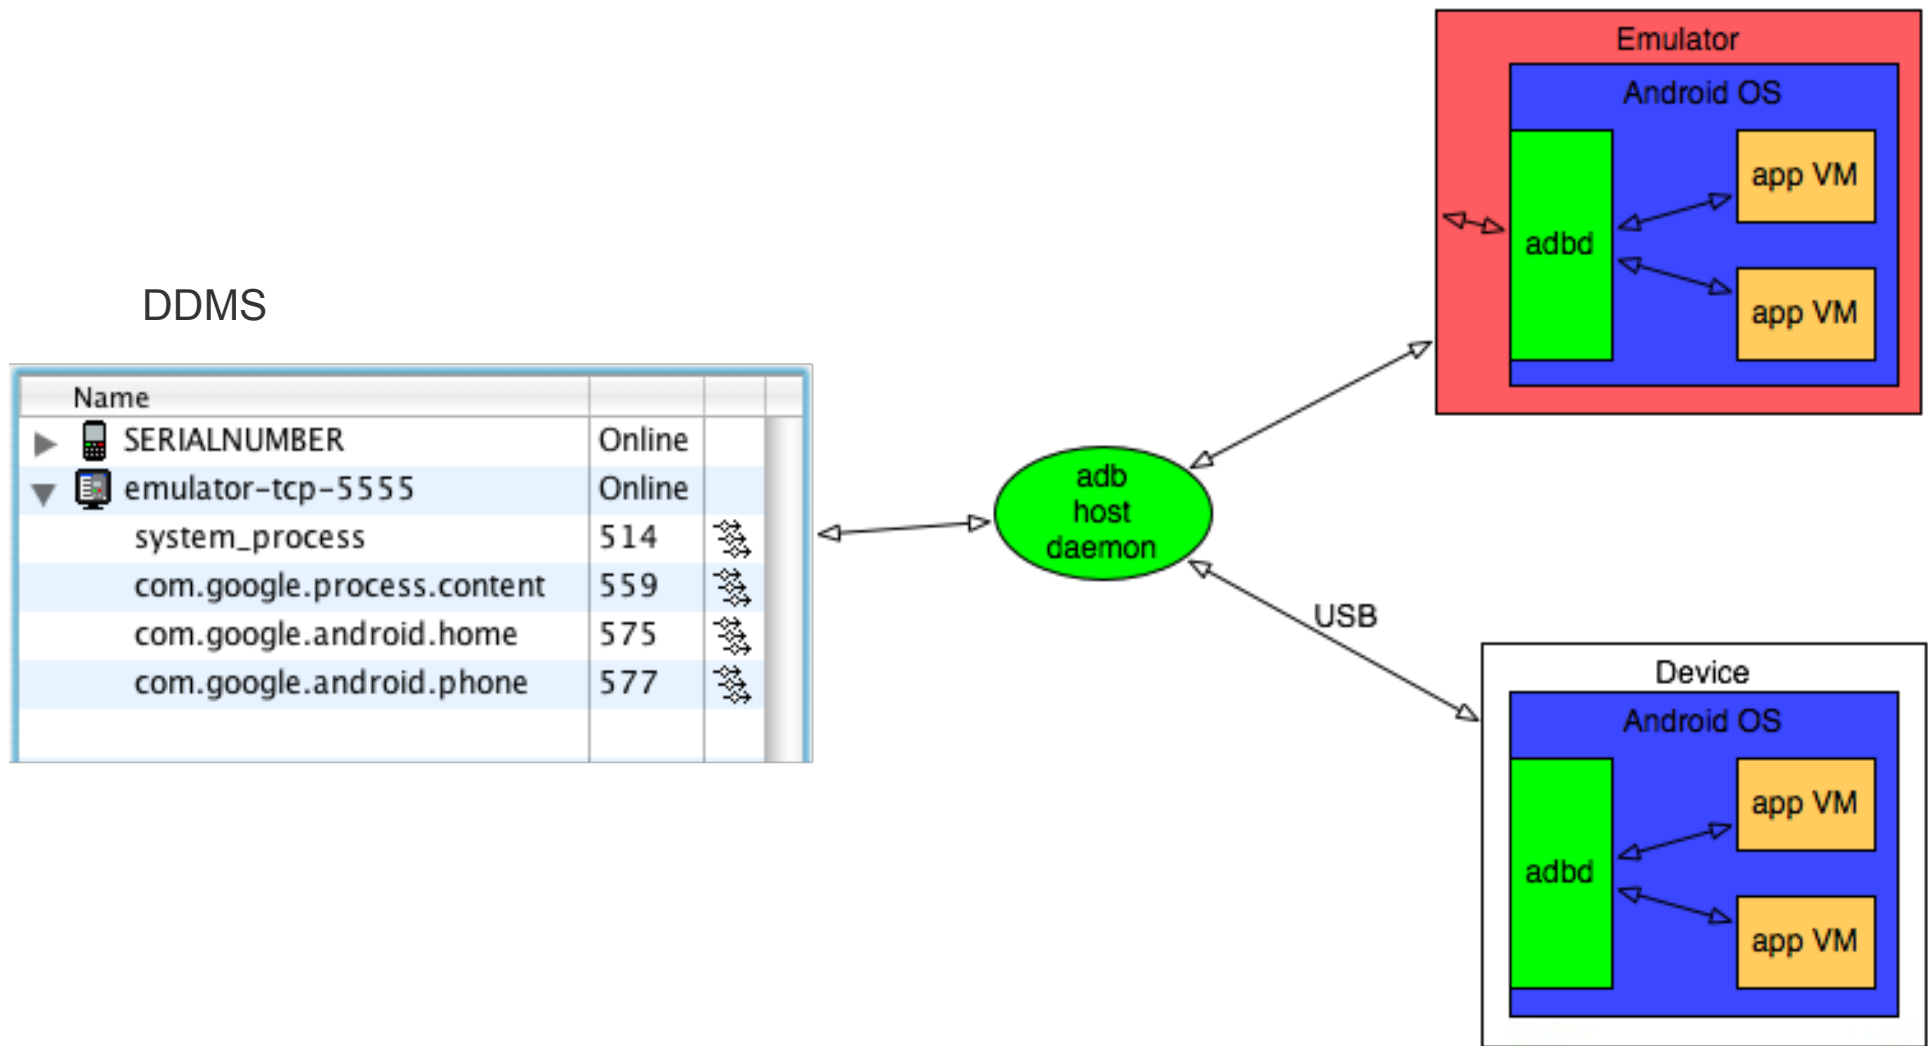 DDMS
Name
SERIALNUMBER Online
emulator-tcp-5555 Online
system_process 514
com.google.process.content 559
com.google.android.home 575
com.google.android.phone 577
adb
host
daemon
Emulator
Android OS
adbd
app VM
app VM
USB
Device
Android OS
adbd
app VM
app VM